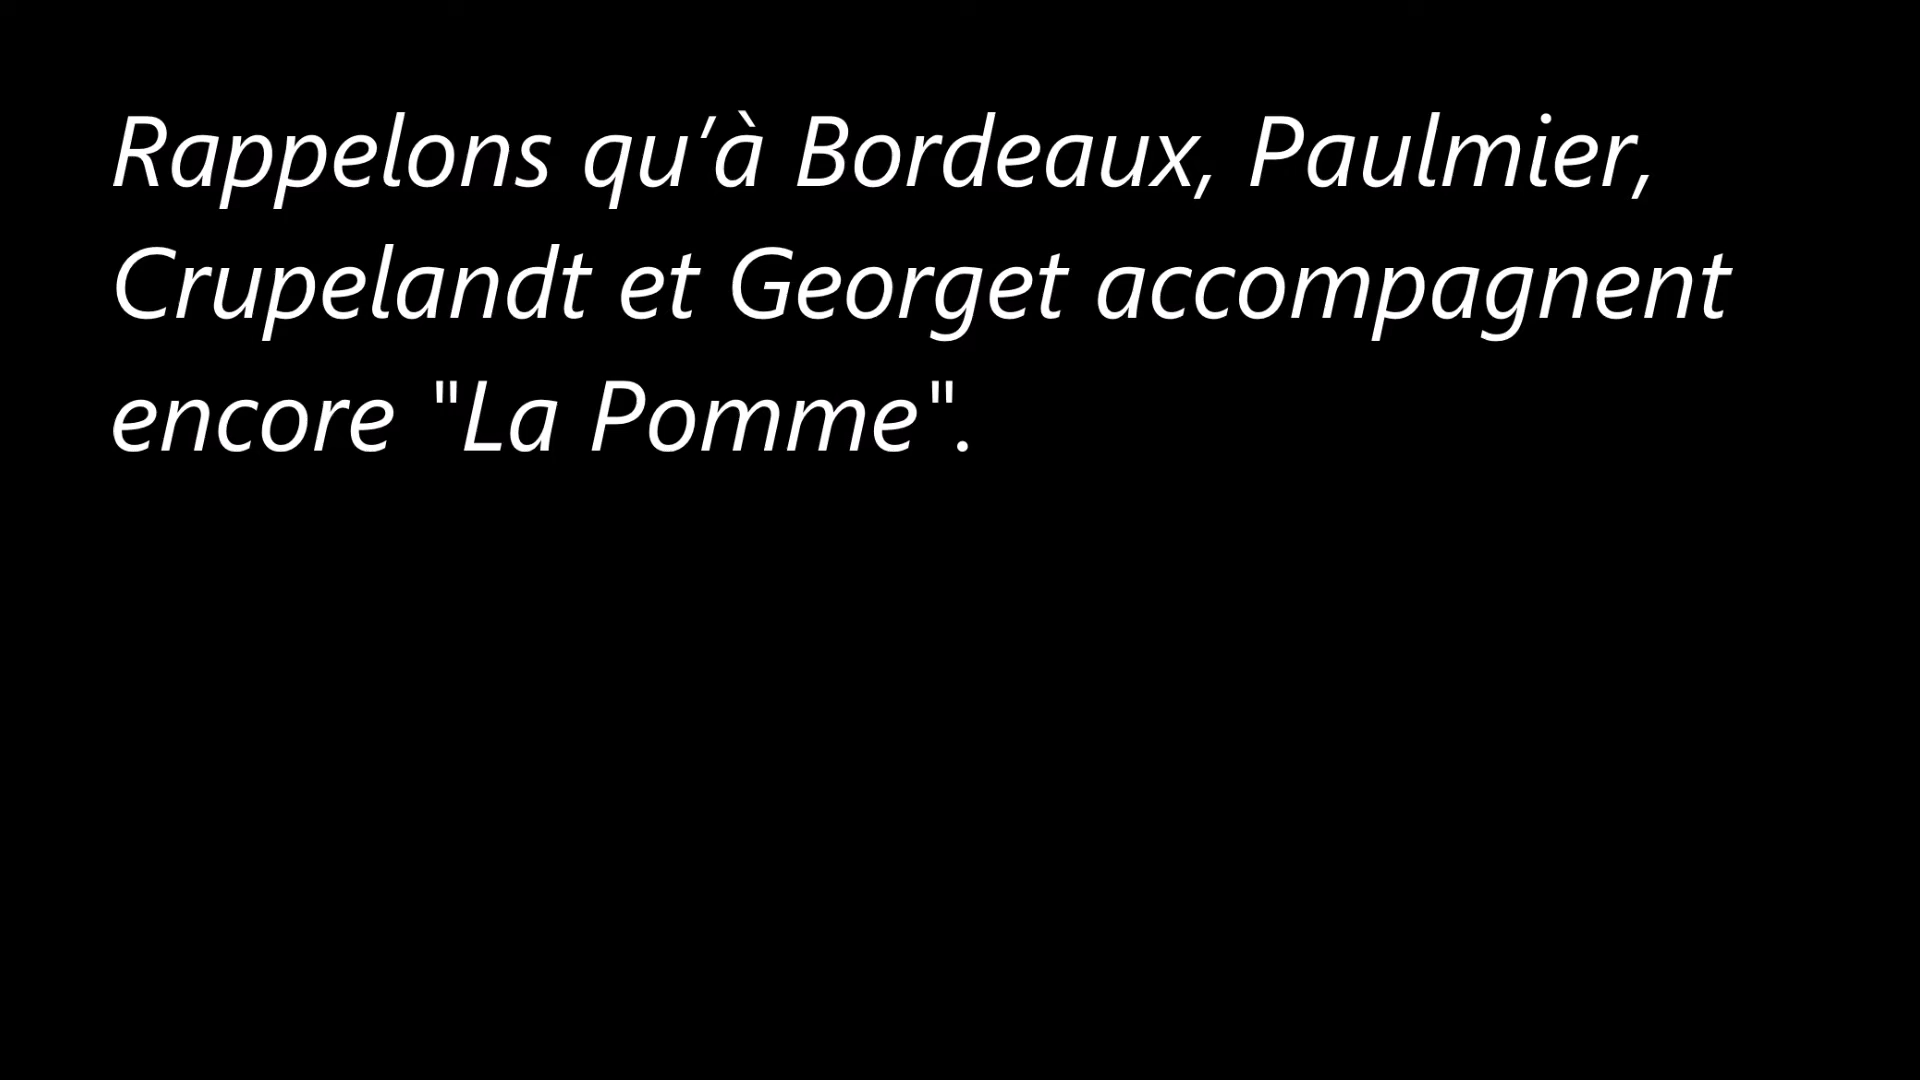 Rappelons qu’à Bordeaux, Paulmier,
Crupelandt et Georget accompagnent
encore "La Pomme".